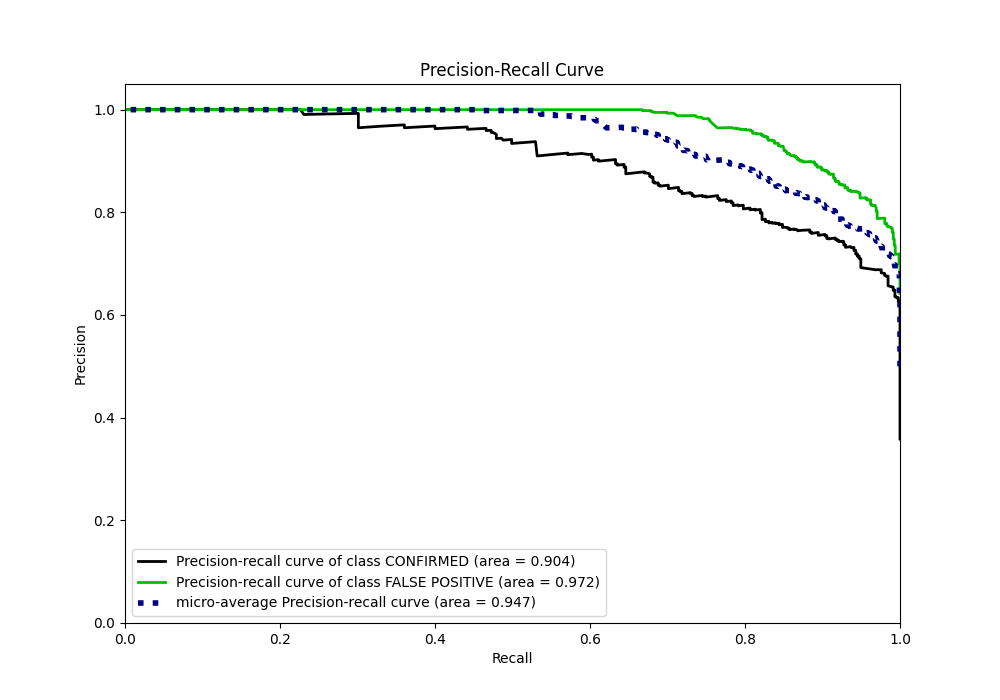 Precision-Recall Curve
1.0
0.8
0.6
0.4
0.2
0.0
Precision
Precision-recall curve of class CONFIRMED (area = 0.904)
Precision-recall curve of class FALSE POSITIVE (area = 0.972)
micro-average Precision-recall curve (area = 0.947)
0.0 0.2 0.4 0.6 0.8 1.0
Recall